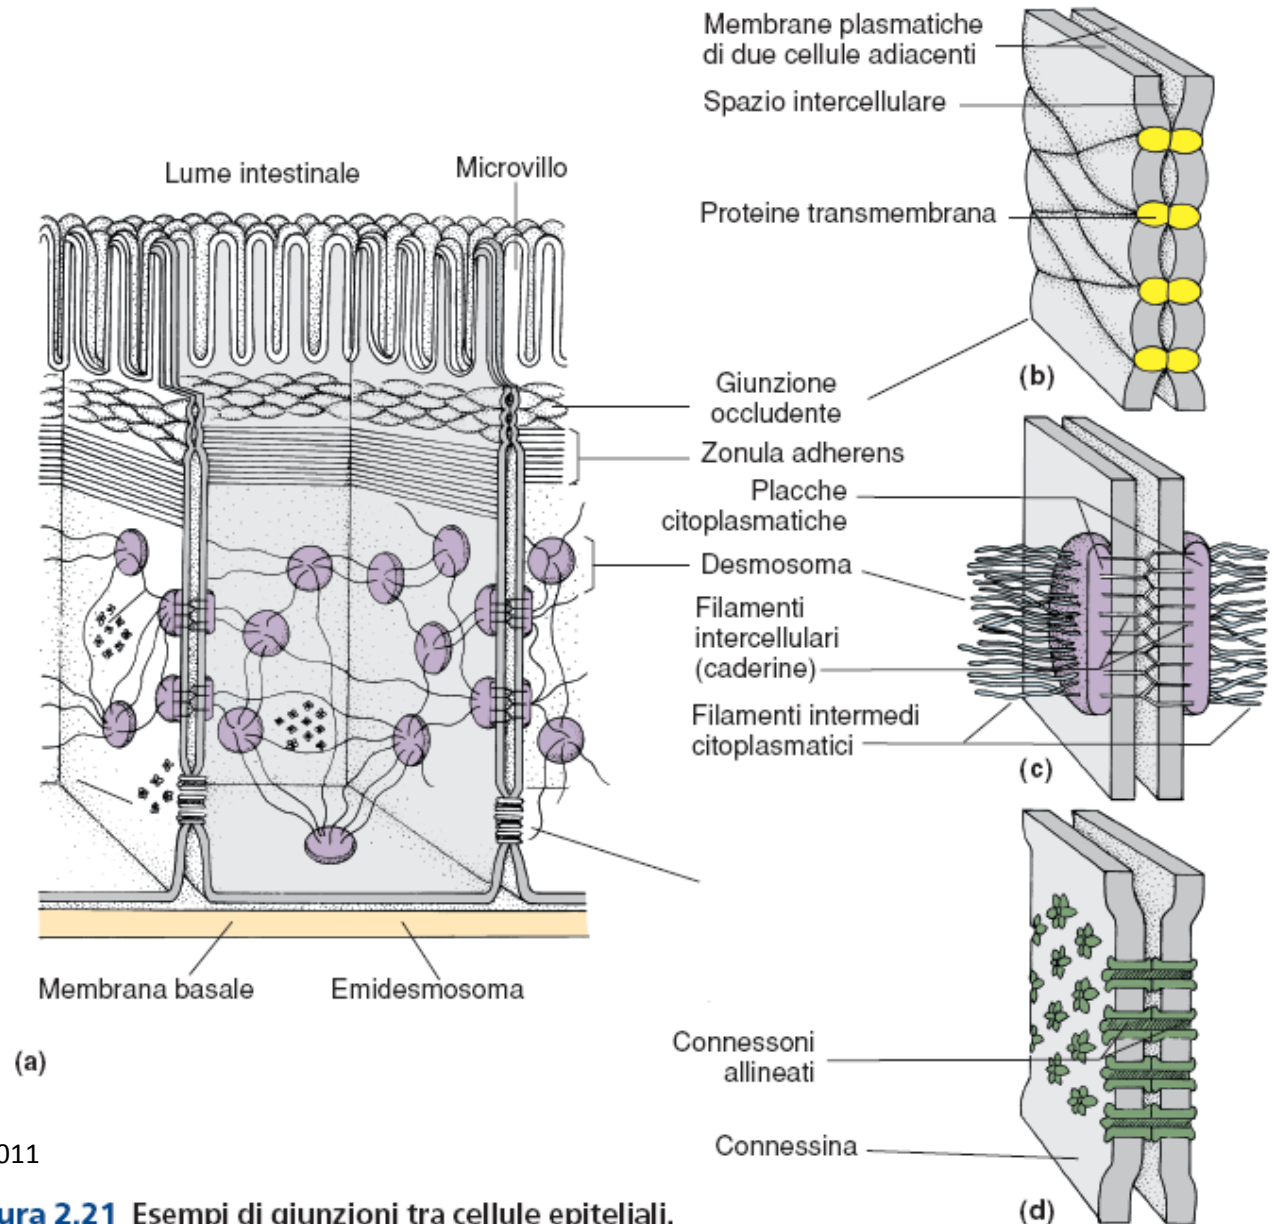 Lume intestinale
Microvillo
Membrana basale
Emidesmosoma
(a)
Membrane plasmatiche
di due cellule adiacenti
Spazio intercellulare
Proteine transmembrana
(b)
Giunzione
occludente
Zonula adherens
Placche
citoplasmatiche
Desmosoma
Filamenti
intercellulari
(caderine)
Filamenti intermedi
citoplasmatici
(c)
Connessoni
allineati
Connessina
(d)
011
ura 2.21 Esempi di giunzioni tra cellule epiteliali.